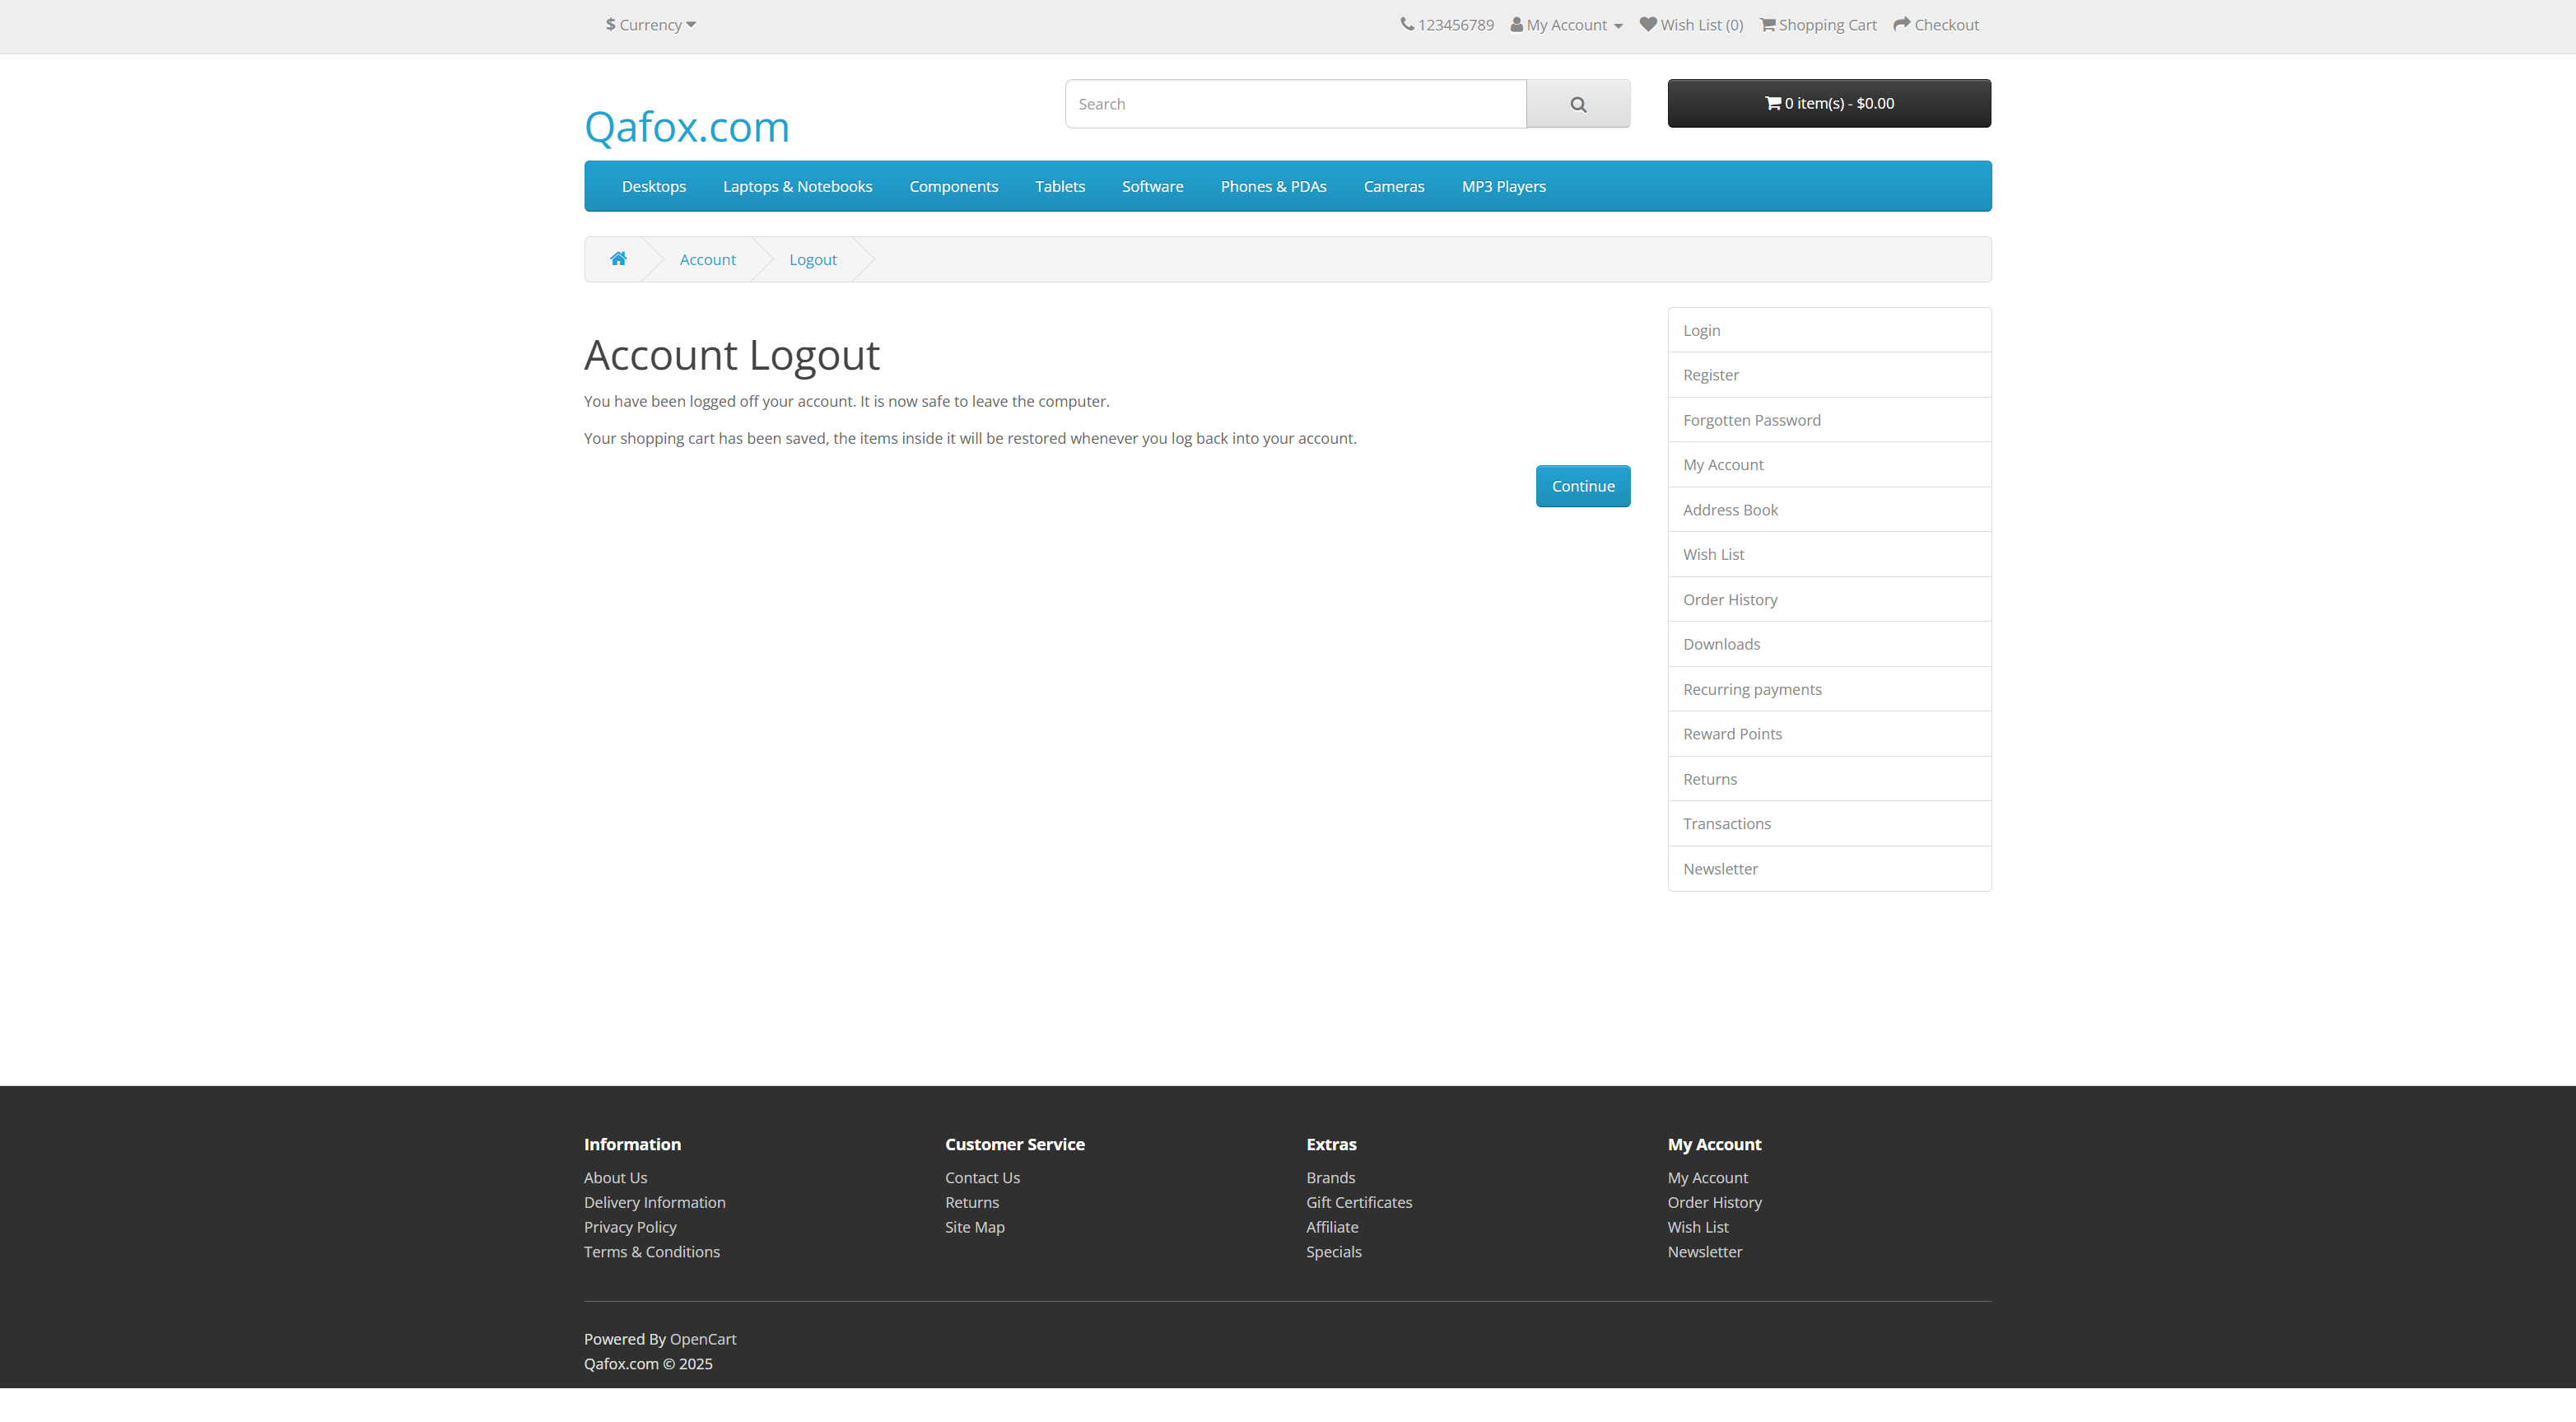 $ Currency
123456789 My Account Wish List (0) Shopping Cart Checkout
Qafox.com
Search
0 item(s) - $0.00
Desktops Laptops & Notebooks Components Tablets Software Phones & PDAs Cameras MP3 Players
Account Logout
Account Logout
You have been logged off your account. It is now safe to leave the computer.
Your shopping cart has been saved, the items inside it will be restored whenever you log back into your account.
Continue
Login
Register
Forgotten Password
My Account
Address Book
Wish List
Order History
Downloads
Recurring payments
Reward Points
Returns
Transactions
Newsletter
Information
About Us
Delivery Information
Privacy Policy
Terms & Conditions
Customer Service
Contact Us
Returns
Site Map
Extras
Brands
Gift Certificates
Affiliate
Specials
My Account
My Account
Order History
Wish List
Newsletter
Powered By OpenCart
Qafox.com © 2025